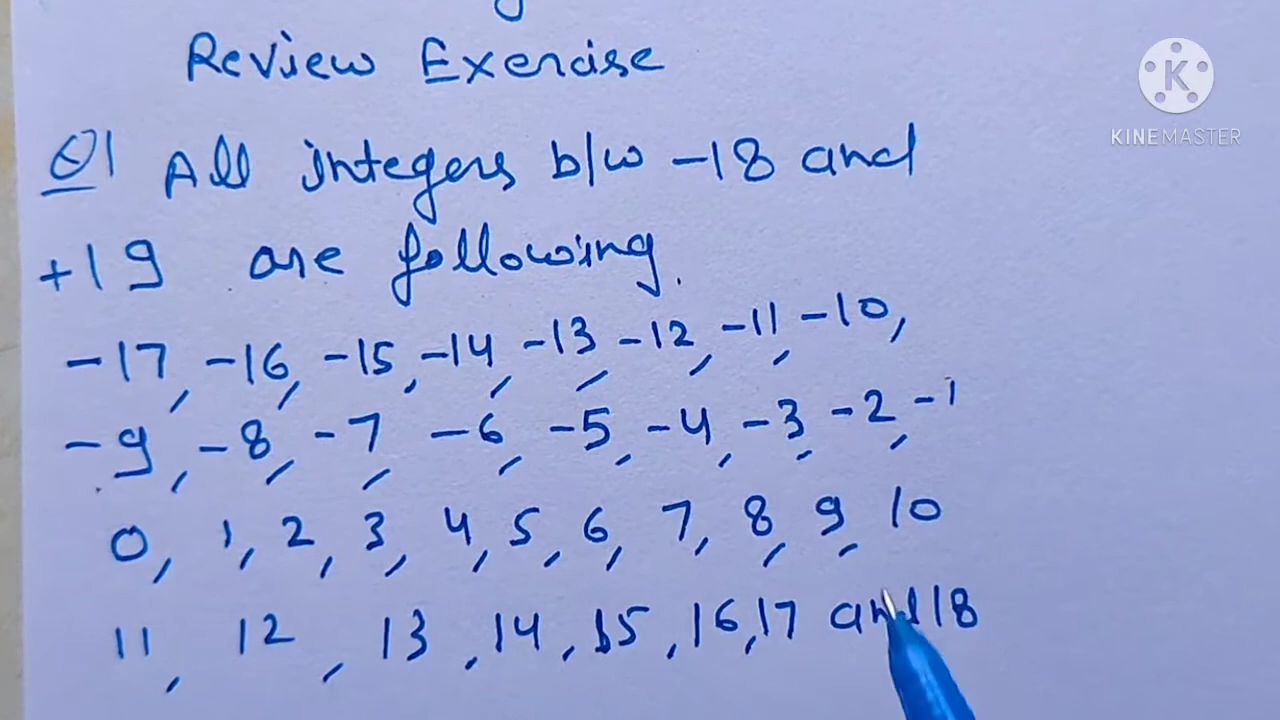 Review Exercise
K
KINEMASTER
Q1 All integers b/w -18 and
+19 are following.
-17, -16, -15, -14, -13, -12, -11, -10,
-9, -8, -7, -6, -5, -4, -3, -2, -1
0, 1, 2, 3, 4, 5, 6, 7, 8, 9, 10
11, 12, 13, 14, 15, 16, 17 and 18